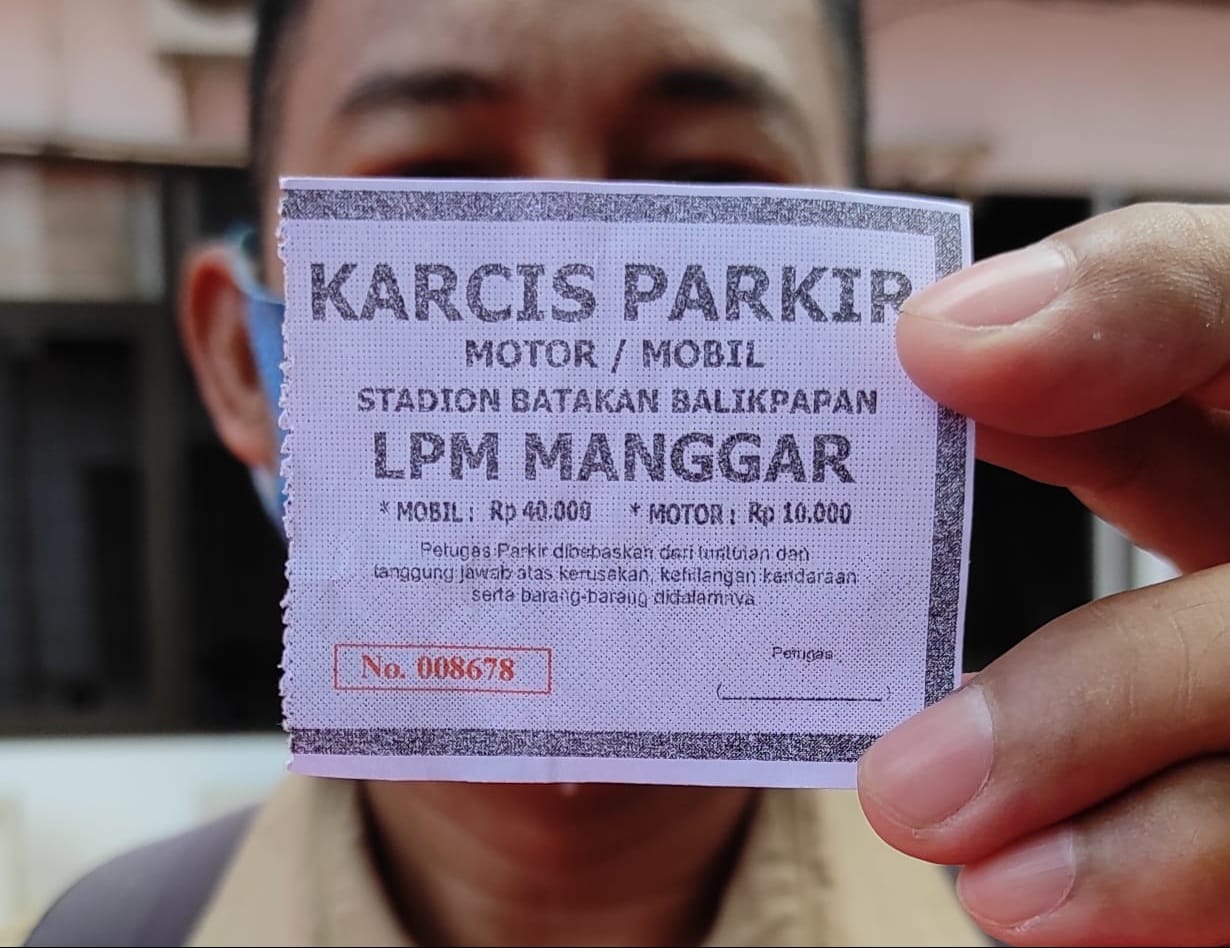 KARCIS PARKIR
MOTOR / MOBIL
STADION BATAKAN BALIKPAPAN
LPM MANGGAR
* MOBIL : Rp 40.000 * MOTOR : Rp 10.000
Petugas Parkir dibebaskan dari tuntutan dan
tanggung jawab atas kerusakan, kehilangan kendaraan
serta barang-barang didalamnya
No. 008678
Petugas
(____________________)